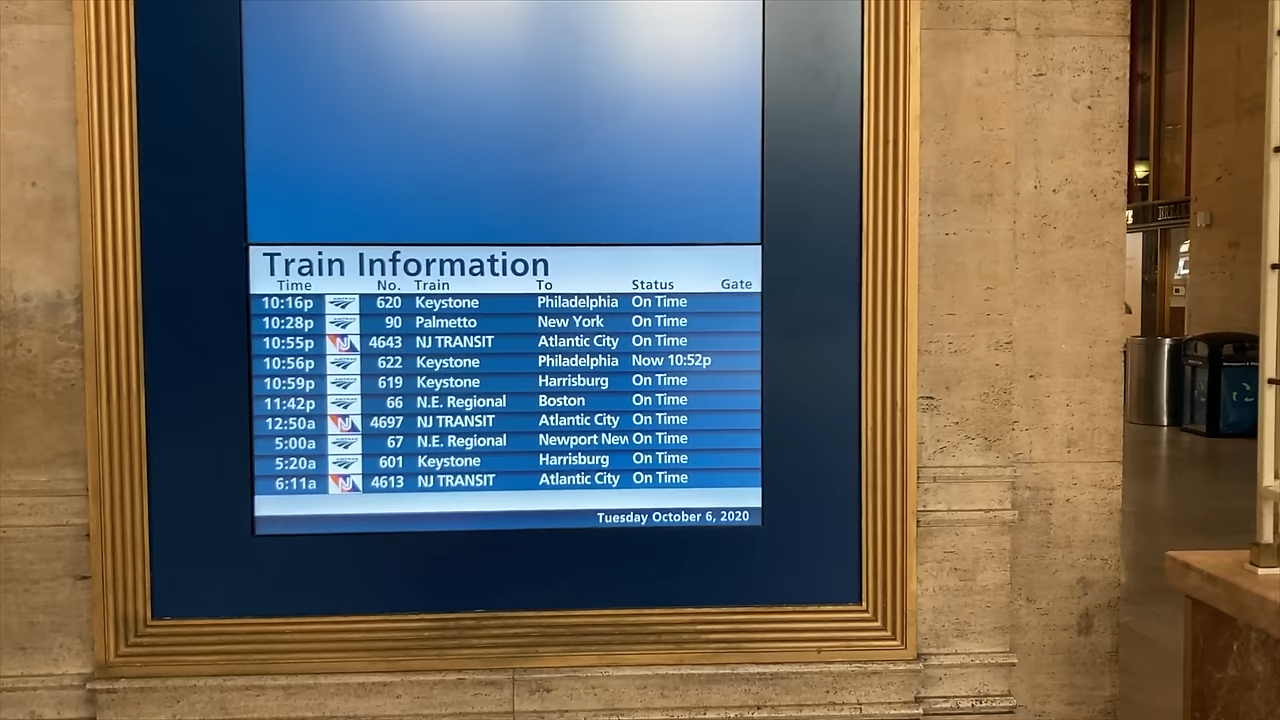 Train Information
Time No. Train To Status Gate
10:16p 620 Keystone Philadelphia On Time
10:28p 90 Palmetto New York On Time
10:55p NJ 4643 NJ TRANSIT Atlantic City On Time
10:56p 622 Keystone Philadelphia Now 10:52p
10:59p 619 Keystone Harrisburg On Time
11:42p 66 N.E. Regional Boston On Time
12:50a NJ 4697 NJ TRANSIT Atlantic City On Time
5:00a 67 N.E. Regional Newport New On Time
5:20a 601 Keystone Harrisburg On Time
6:11a NJ 4613 NJ TRANSIT Atlantic City On Time
Tuesday October 6, 2020